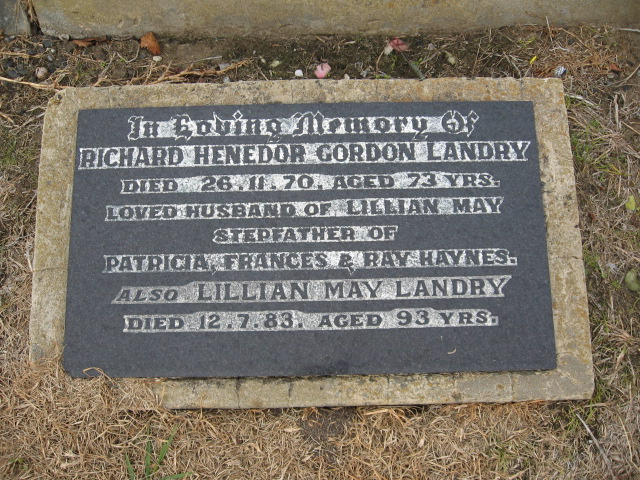 In Loving Memory Of
RICHARD HENEDOR GORDON LANDRY
DIED 26.11.70. AGED 73 YRS.
LOVED HUSBAND OF LILLIAN MAY
STEPFATHER OF
PATRICIA, FRANCES & RAY HAYNES.
ALSO LILLIAN MAY LANDRY
DIED 12.7.83. AGED 93 YRS.